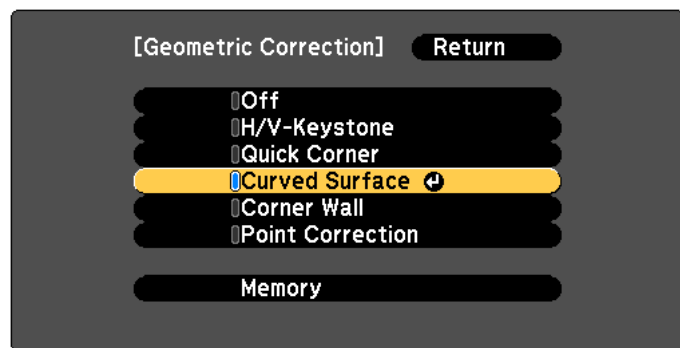 [Geometric Correction] Return
Off
H/V-Keystone
Quick Corner
Curved Surface
Corner Wall
Point Correction
Memory